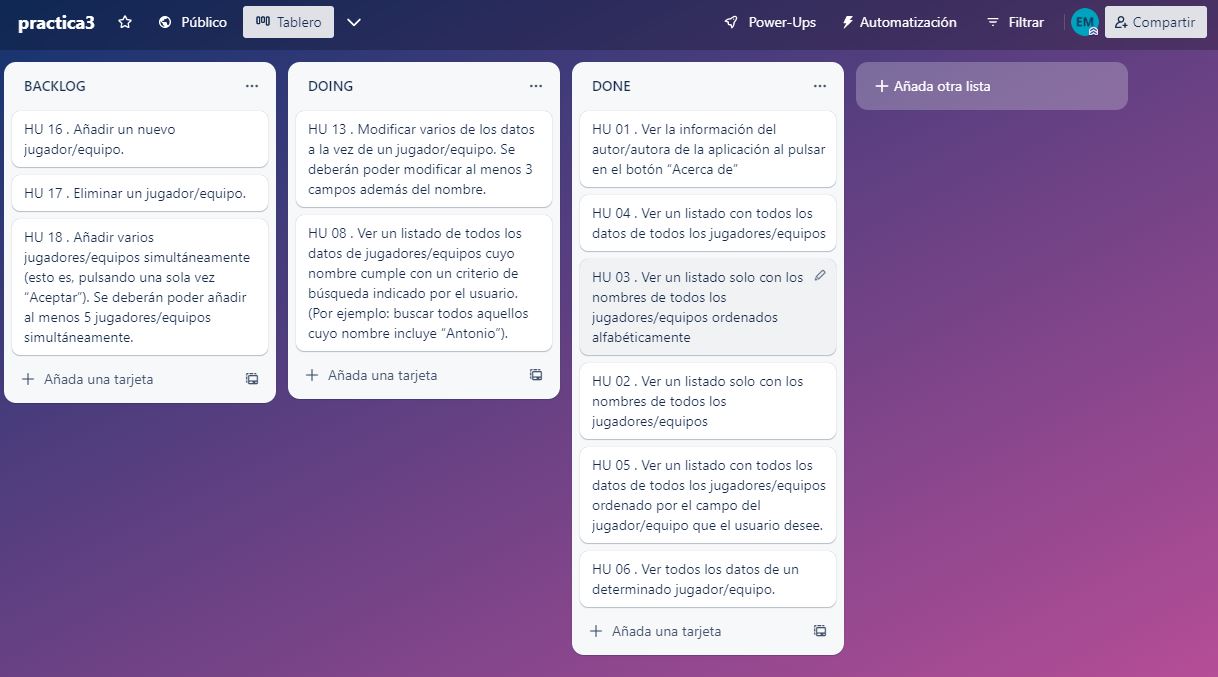 practica3
Público
Tablero
Power-Ups
Automatización
Filtrar
EM
Compartir
BACKLOG
HU 16 . Añadir un nuevo
jugador/equipo.
HU 17 . Eliminar un jugador/equipo.
HU 18 . Añadir varios
jugadores/equipos simultáneamente
(esto es, pulsando una sola vez
“Aceptar”). Se deberán poder añadir
al menos 5 jugadores/equipos
simultáneamente.
Añada una tarjeta
DOING
HU 13 . Modificar varios de los datos
a la vez de un jugador/equipo. Se
deberán poder modificar al menos 3
campos además del nombre.
HU 08 . Ver un listado de todos los
datos de jugadores/equipos cuyo
nombre cumple con un criterio de
búsqueda indicado por el usuario.
(Por ejemplo: buscar todos aquellos
cuyo nombre incluye “Antonio”).
Añada una tarjeta
DONE
HU 01 . Ver la información del
autor/autora de la aplicación al pulsar
en el botón “Acerca de”
HU 04 . Ver un listado con todos los
datos de todos los jugadores/equipos
HU 03 . Ver un listado solo con los
nombres de todos los
jugadores/equipos ordenados
alfabéticamente
HU 02 . Ver un listado solo con los
nombres de todos los
jugadores/equipos
HU 05 . Ver un listado con todos los
datos de todos los jugadores/equipos
ordenado por el campo del
jugador/equipo que el usuario desee.
HU 06 . Ver todos los datos de un
determinado jugador/equipo.
Añada una tarjeta
Añada otra lista